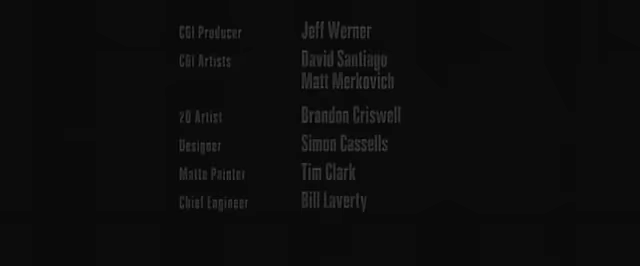 CGI Producer Jeff Werner
CGI Artists David Santiago
Matt Merkovich
2D Artist Brandon Criswell
Designer Simon Cassells
Matte Painter Tim Clark
Chief Engineer Bill Laverty